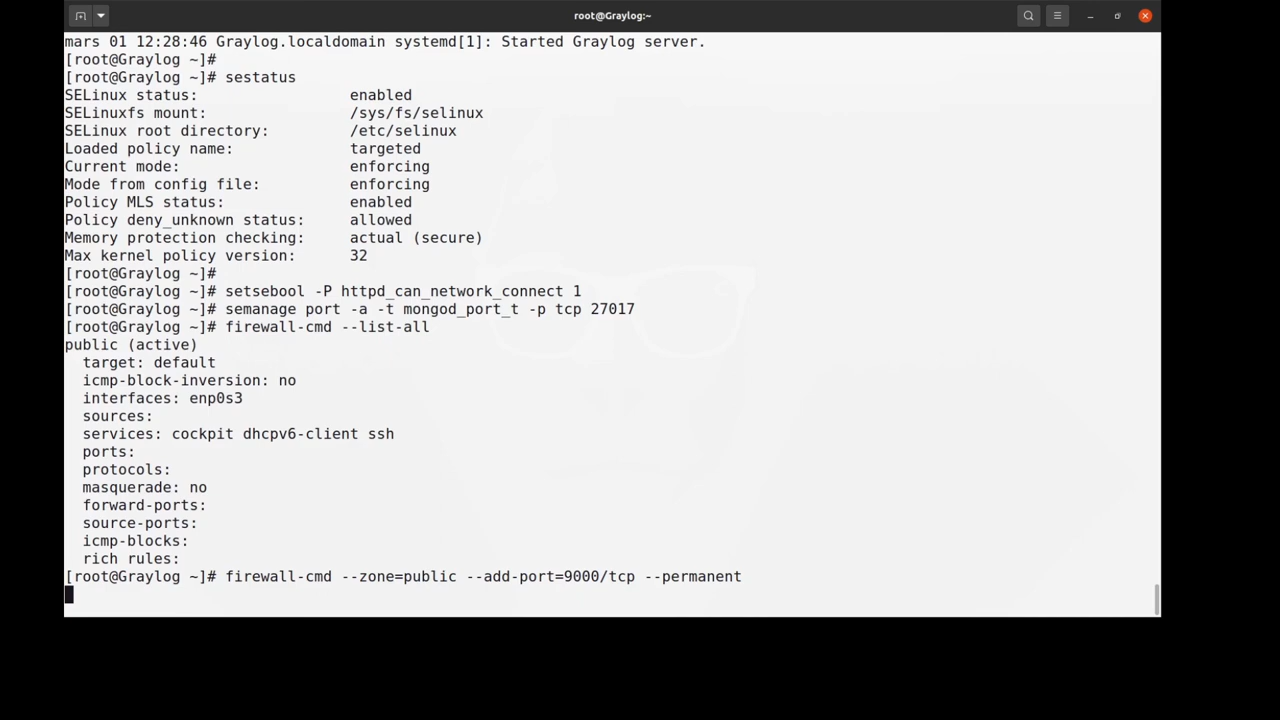 root@Graylog:~
mars 01 12:28:46 Graylog.localdomain systemd[1]: Started Graylog server.
[root@Graylog ~]#
[root@Graylog ~]# sestatus
SELinux status:                 enabled
SELinuxfs mount:                /sys/fs/selinux
SELinux root directory:         /etc/selinux
Loaded policy name:             targeted
Current mode:                   enforcing
Mode from config file:          enforcing
Policy MLS status:              enabled
Policy deny_unknown status:     allowed
Memory protection checking:     actual (secure)
Max kernel policy version:      32
[root@Graylog ~]#
[root@Graylog ~]# setsebool -P httpd_can_network_connect 1
[root@Graylog ~]# semanage port -a -t mongod_port_t -p tcp 27017
[root@Graylog ~]# firewall-cmd --list-all
public (active)
  target: default
  icmp-block-inversion: no
  interfaces: enp0s3
  sources:
  services: cockpit dhcpv6-client ssh
  ports:
  protocols:
  masquerade: no
  forward-ports:
  source-ports:
  icmp-blocks:
  rich rules:
[root@Graylog ~]# firewall-cmd --zone=public --add-port=9000/tcp --permanent